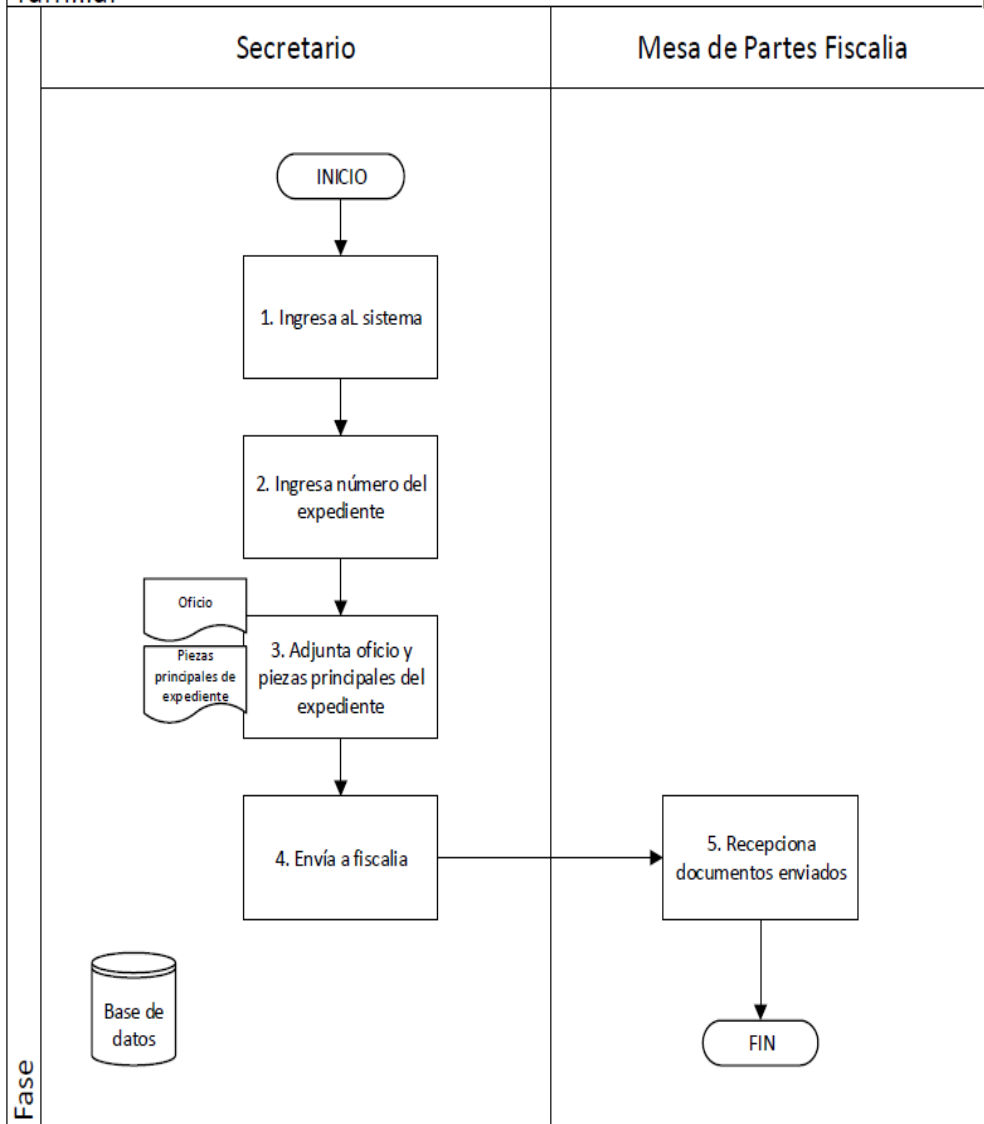 Secretario
Mesa de Partes Fiscalia
INICIO
1. Ingresa aL sistema
2. Ingresa número del
expediente
Oficio
Piezas
principales de
expediente
3. Adjunta oficio y
piezas principales del
expediente
4. Envía a fiscalia
5. Recepciona
documentos enviados
Base de
datos
FIN
Fase